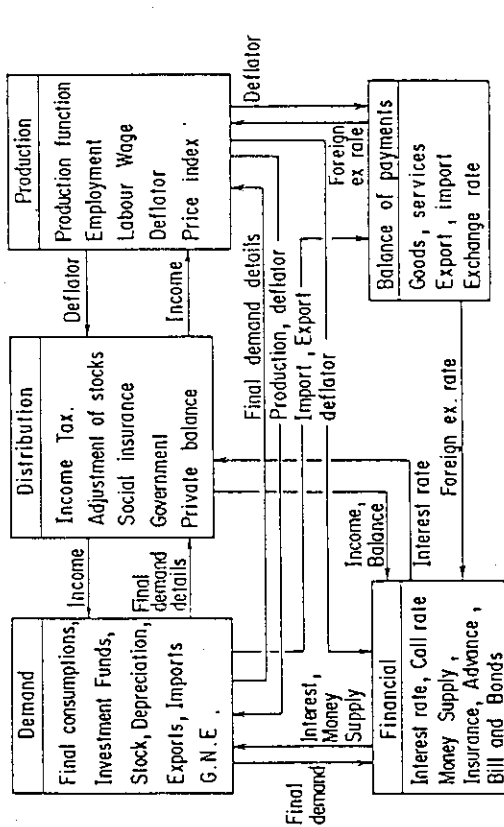 Demand
Final consumptions,
Investment Funds,
Stock, Depreciation,
Exports, Imports
G.N.E.
Income
Final
demand
details
Distribution
Income Tax.
Adjustment of stocks
Social insurance
Government
Private balance
Deflator
Income
Production
Production function
Employment
Labour Wage
Deflator
Price index
Final
demand
Interest,
Money
Supply
Income,
Balance
Interest rate
Final demand details
Production, deflator
Import, Export
deflator
Foreign
ex rate
Deflator
Financial
Interest rate, Call rate
Money Supply,
Insurance, Advance,
Bill and Bonds
Foreign ex. rate
Balance of payments
Goods, services
Export, import
Exchange rate